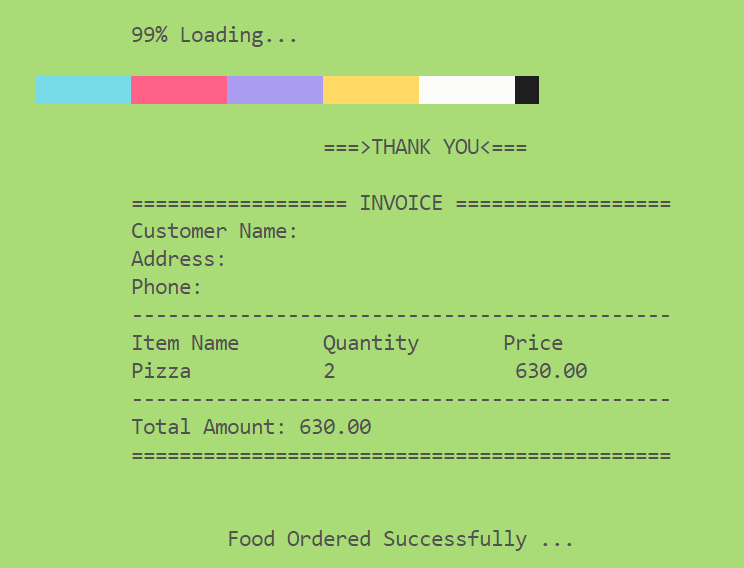 99% Loading...
===>THANK YOU<===
================== INVOICE ==================
Customer Name:
Address:
Phone:
---------------------------------------------
Item Name Quantity Price
Pizza 2 630.00
---------------------------------------------
Total Amount: 630.00
=============================================
Food Ordered Successfully ...